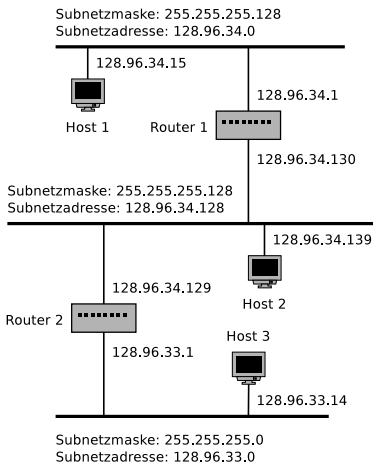 Subnetzmaske: 255.255.255.128
Subnetzadresse: 128.96.34.0
128.96.34.15
128.96.34.1
Host 1
Router 1
128.96.34.130
Subnetzmaske: 255.255.255.128
Subnetzadresse: 128.96.34.128
128.96.34.139
128.96.34.129
Host 2
Router 2
Host 3
128.96.33.1
128.96.33.14
Subnetzmaske: 255.255.255.0
Subnetzadresse: 128.96.33.0